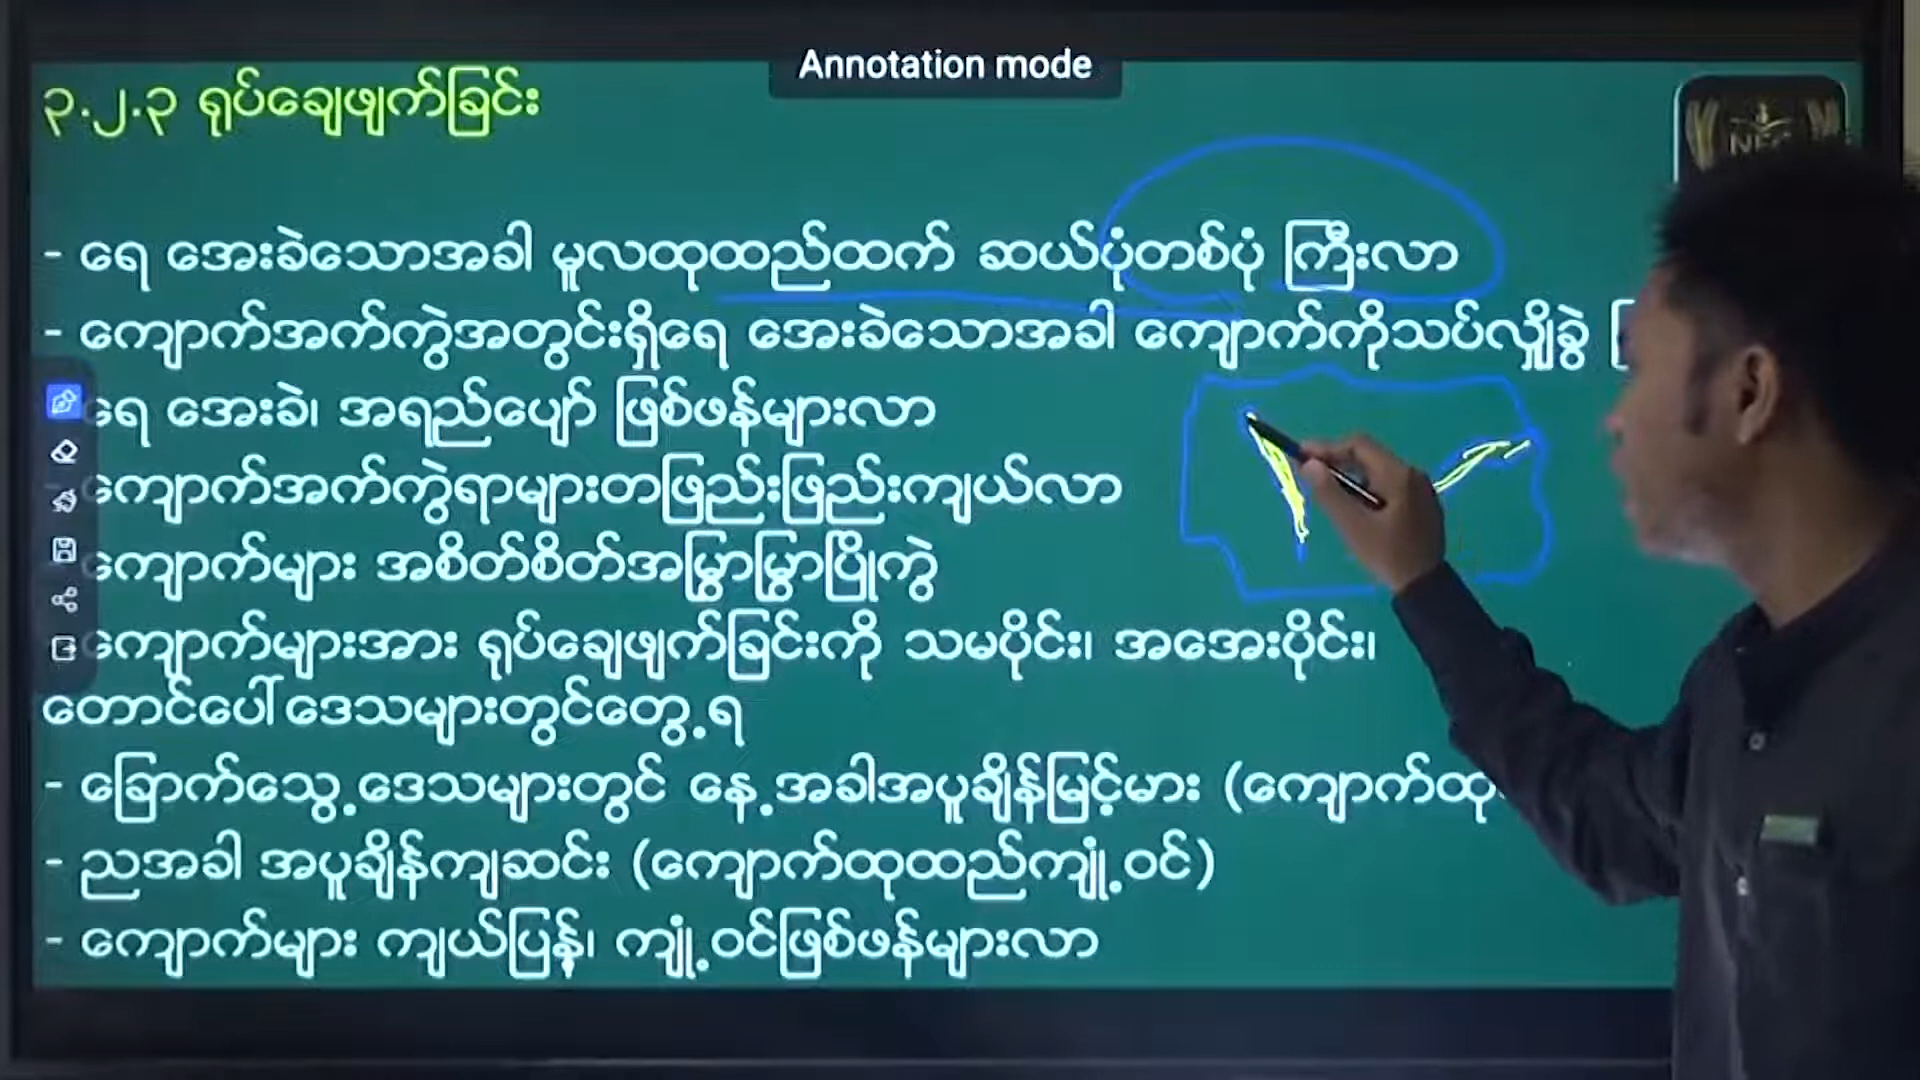 Annotation mode
၃.၂.၃ ရုပ်ချေဖျက်ခြင်း
NEC
- ရေ အေးခဲသောအခါ မူလထုထည်ထက် ဆယ်ပုံတစ်ပုံ ကြီးလာ
- ကျောက်အက်ကွဲအတွင်းရှိရေ အေးခဲသောအခါ ကျောက်ကိုသပ်လျှိုခွဲ
ရေ အေးခဲ၊ အရည်ပျော် ဖြစ်ဖန်များလာ
ကျောက်အက်ကွဲရာများတဖြည်းဖြည်းကျယ်လာ
ကျောက်များ အစိတ်စိတ်အမြွှာမြွှာပြိုကွဲ
ကျောက်များအား ရုပ်ချေဖျက်ခြင်းကို သမပိုင်း၊ အအေးပိုင်း၊
တောင်ပေါ်ဒေသများတွင်တွေ့ရ
- ခြောက်သွေ့ဒေသများတွင် နေ့အခါအပူချိန်မြင့်မား (ကျောက်ထု
- ညအခါ အပူချိန်ကျဆင်း (ကျောက်ထုထည်ကျုံ့ဝင်)
- ကျောက်များ ကျယ်ပြန့်၊ ကျုံ့ဝင်ဖြစ်ဖန်များလာ